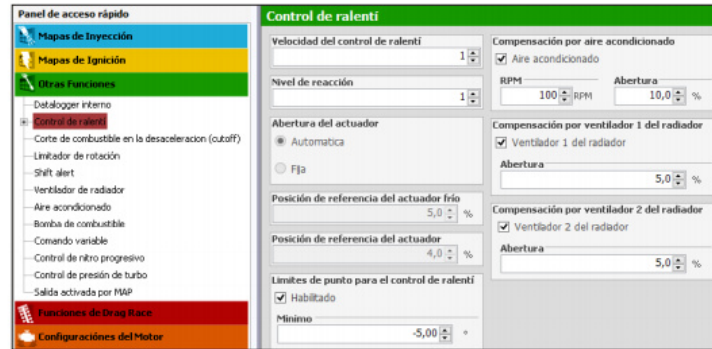 Panel de acceso rápido
Mapas de Inyección
Mapas de Ignición
Otras Funciones
Datalogger interno
Control de ralentí
Corte de combustible en la desaceleracion (cutoff)
Limitador de rotación
Shift alert
Ventilador de radiador
Aire acondicionado
Bomba de combustible
Comando variable
Control de nitro progresivo
Control de presión de turbo
Salida activada por MAP
Funciones de Drag Race
Configuraciónes del Motor
Control de ralentí
Velocidad del control de ralentí
1
Nivel de reacción
1
Abertura del actuador
Automatica
Fija
Posición de referencia del actuador frío
5,0 %
Posición de referencia del actuador
4,0 %
Limites de punto para el control de ralentí
Habilitado
Minimo
-5,00 °
Compensación por aire acondicionado
Aire acondicionado
RPM Abertura
100 RPM 10,0 %
Compensación por ventilador 1 del radiador
Ventilador 1 del radiador
Abertura
5,0 %
Compensación por ventilador 2 del radiador
Ventilador 2 del radiador
Abertura
5,0 %